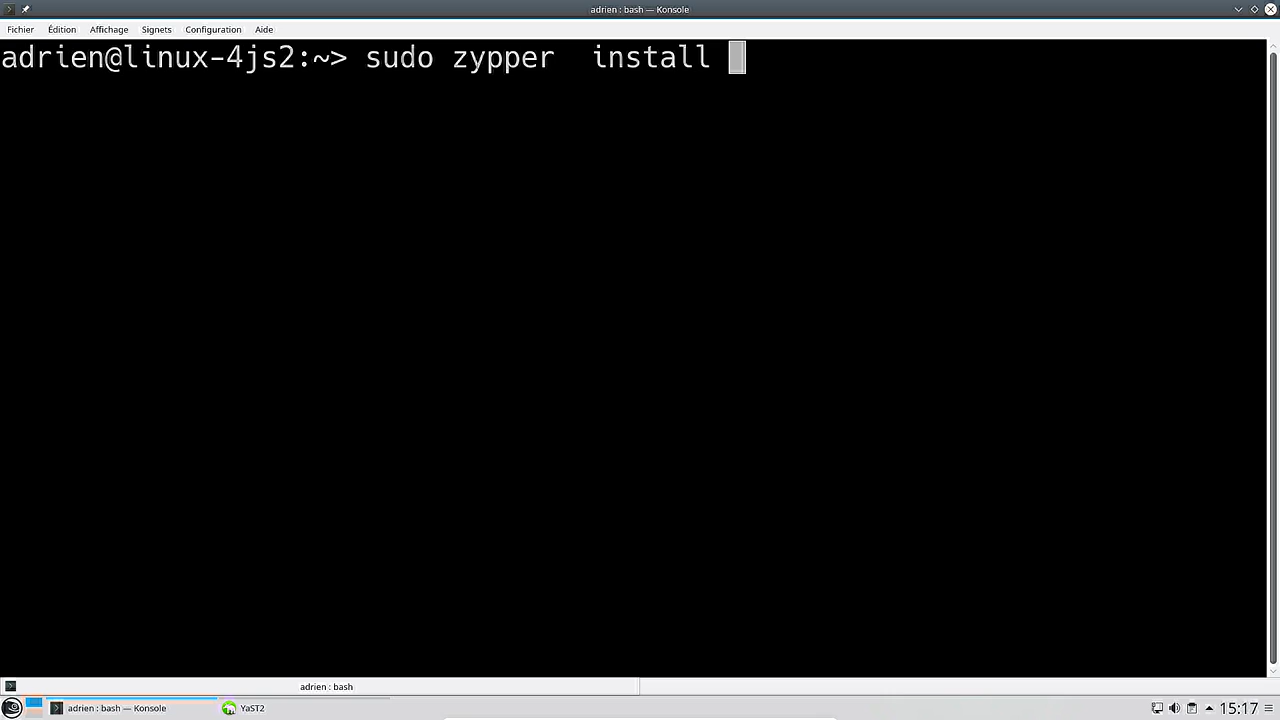 adrien : bash — Konsole
Fichier Édition Affichage Signets Configuration Aide
adrien@linux-4js2:~> sudo zypper  install
adrien : bash
adrien : bash — Konsole YaST2 15:17